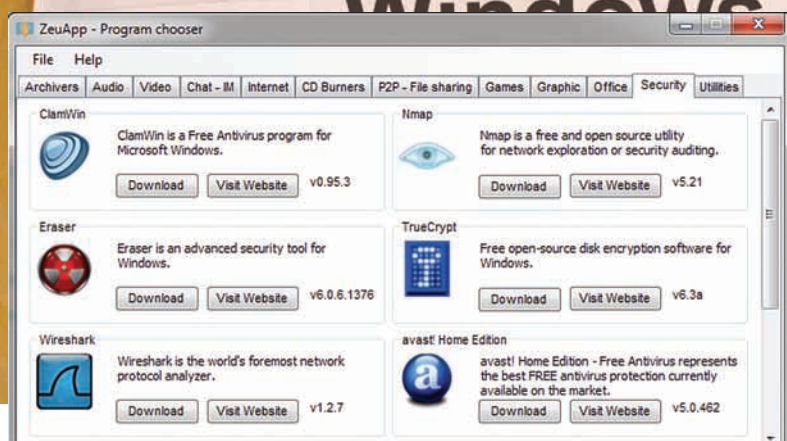 Windows
ZeuApp - Program chooser
File Help
Archivers Audio Video Chat - IM Internet CD Burners P2P - File sharing Games Graphic Office Security Utilities
ClamWin
ClamWin is a Free Antivirus program for
Microsoft Windows.
Download Visit Website v0.95.3
Nmap
Nmap is a free and open source utility
for network exploration or security auditing.
Download Visit Website v5.21
Eraser
Eraser is an advanced security tool for
Windows.
Download Visit Website v6.0.6.1376
TrueCrypt
Free open-source disk encryption software for
Windows.
Download Visit Website v6.3a
Wireshark
Wireshark is the world's foremost network
protocol analyzer.
Download Visit Website v1.2.7
avast! Home Edition
avast! Home Edition - Free Antivirus represents
the best FREE antivirus protection currently
available on the market.
Download Visit Website v5.0.462